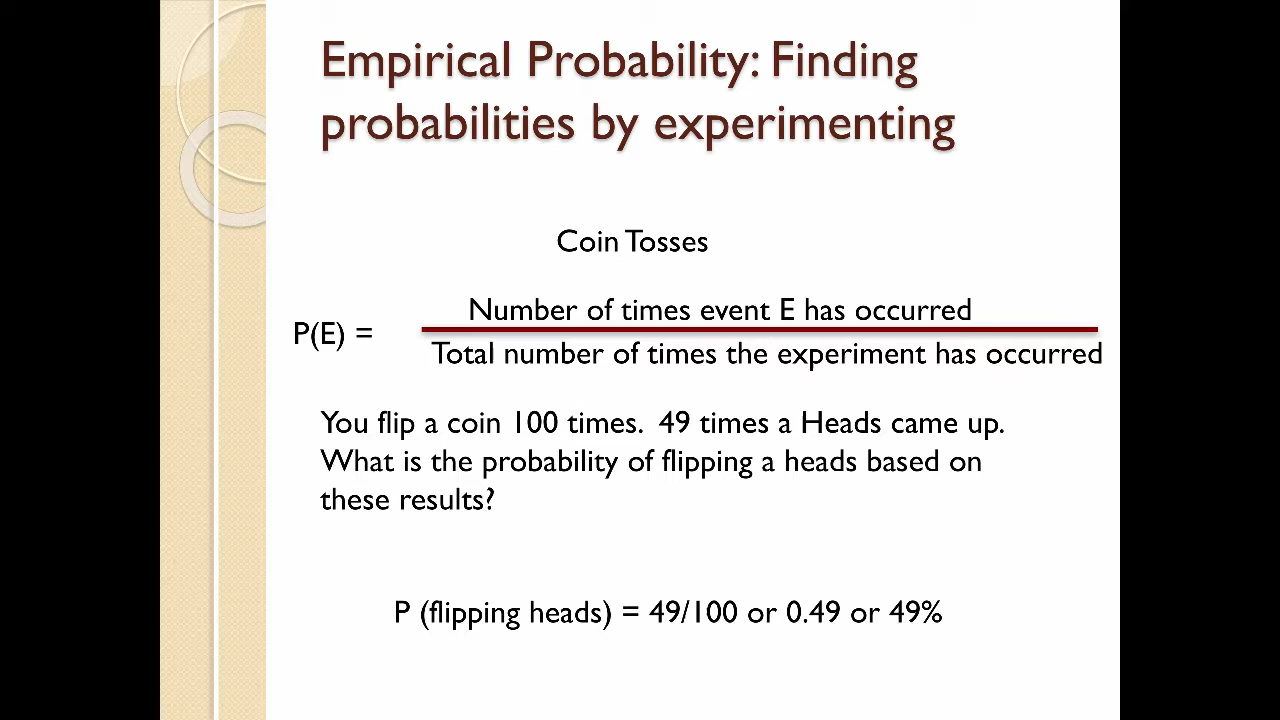 Empirical Probability: Finding
probabilities by experimenting
Coin Tosses
P(E) =
Number of times event E has occurred
Total number of times the experiment has occurred
You flip a coin 100 times.  49 times a Heads came up.
What is the probability of flipping a heads based on
these results?
P (flipping heads) = 49/100 or 0.49 or 49%